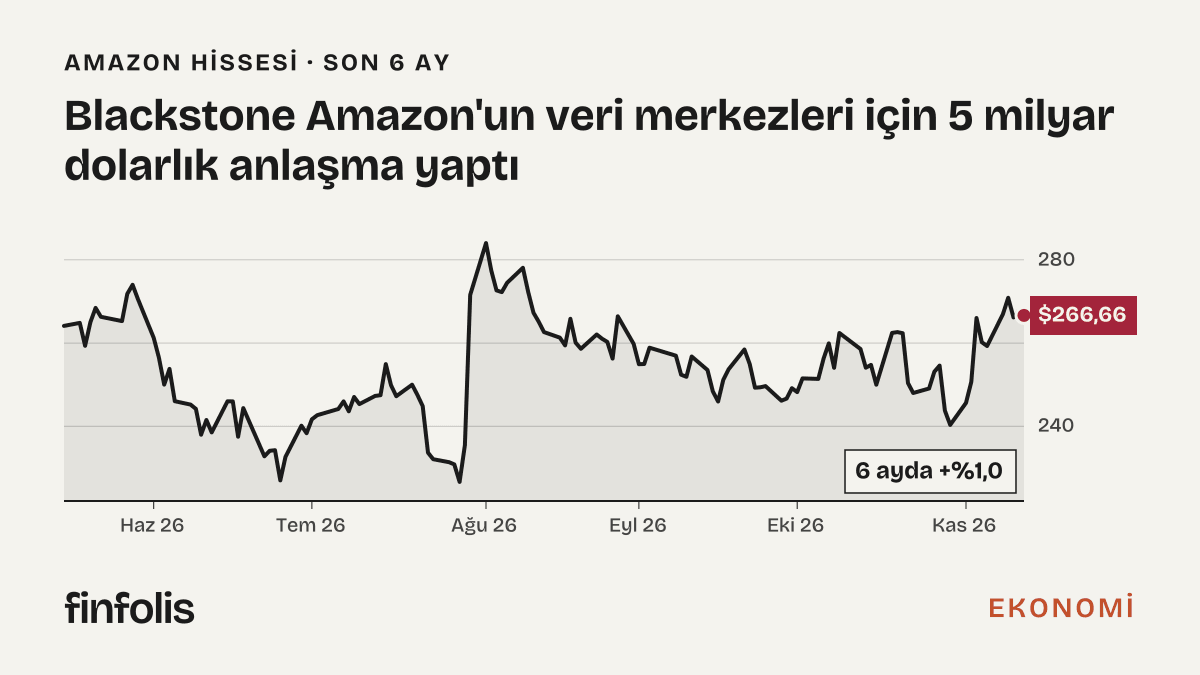 AMAZON HİSSESİ · SON 6 AY
Blackstone Amazon'un veri merkezleri için 5 milyar
dolarlık anlaşma yaptı
280
$266,66
240
6 ayda +%1,0
Haz 26 Tem 26 Ağu 26 Eyl 26 Eki 26 Kas 26
finfolis
EKONOMİ